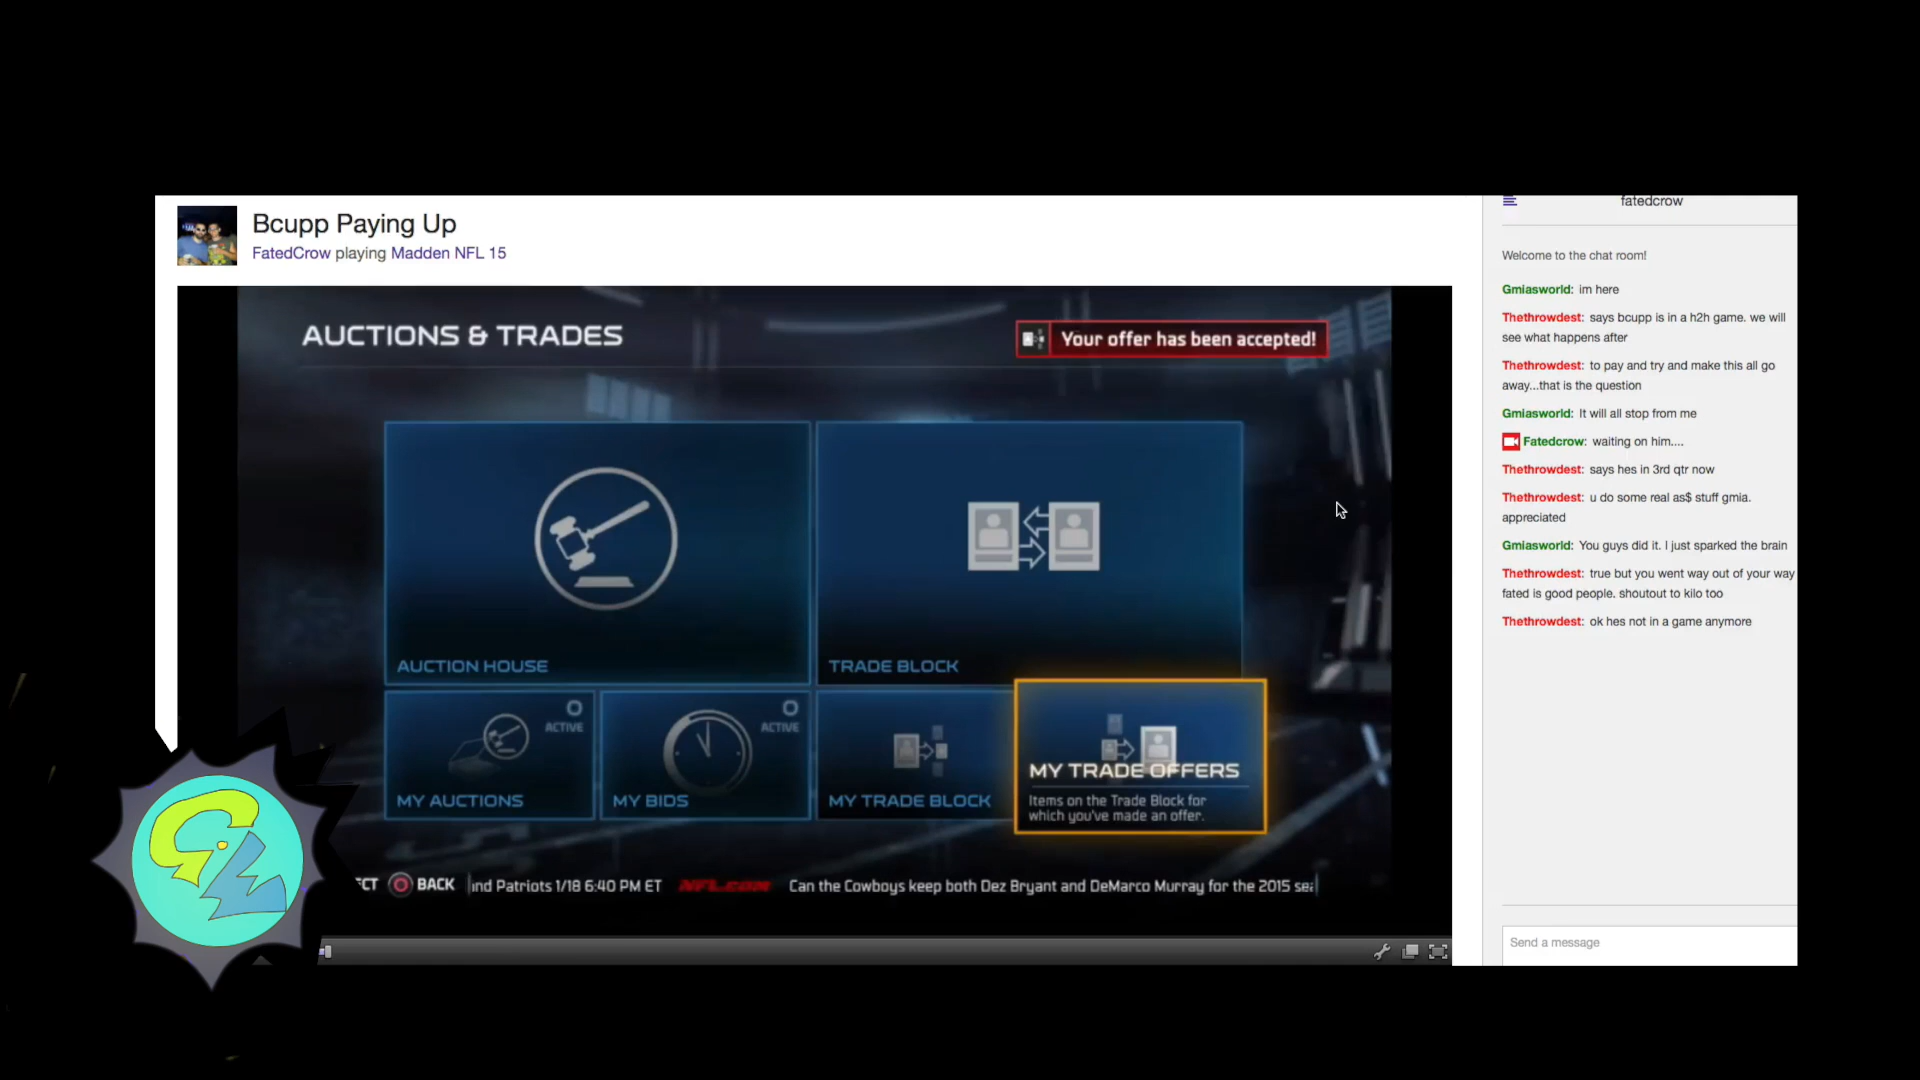 Bcupp Paying Up
FatedCrow playing Madden NFL 15
AUCTIONS & TRADES
Your offer has been accepted!
AUCTION HOUSE
TRADE BLOCK
0
ACTIVE
MY AUCTIONS
0
ACTIVE
MY BIDS
MY TRADE BLOCK
MY TRADE OFFERS
Items on the Trade Block for
which you've made an offer.
ECT BACK ind Patriots 1/18 6:40 PM ET NFL.com Can the Cowboys keep both Dez Bryant and DeMarco Murray for the 2015 sea
fatedcrow
Welcome to the chat room!
Gmiasworld: im here
Thethrowdest: says bcupp is in a h2h game. we will
see what happens after
Thethrowdest: to pay and try and make this all go
away...that is the question
Gmiasworld: It will all stop from me
Fatedcrow: waiting on him....
Thethrowdest: says hes in 3rd qtr now
Thethrowdest: u do some real as$ stuff gmia.
appreciated
Gmiasworld: You guys did it. I just sparked the brain
Thethrowdest: true but you went way out of your way
fated is good people. shoutout to kilo too
Thethrowdest: ok hes not in a game anymore
Send a message